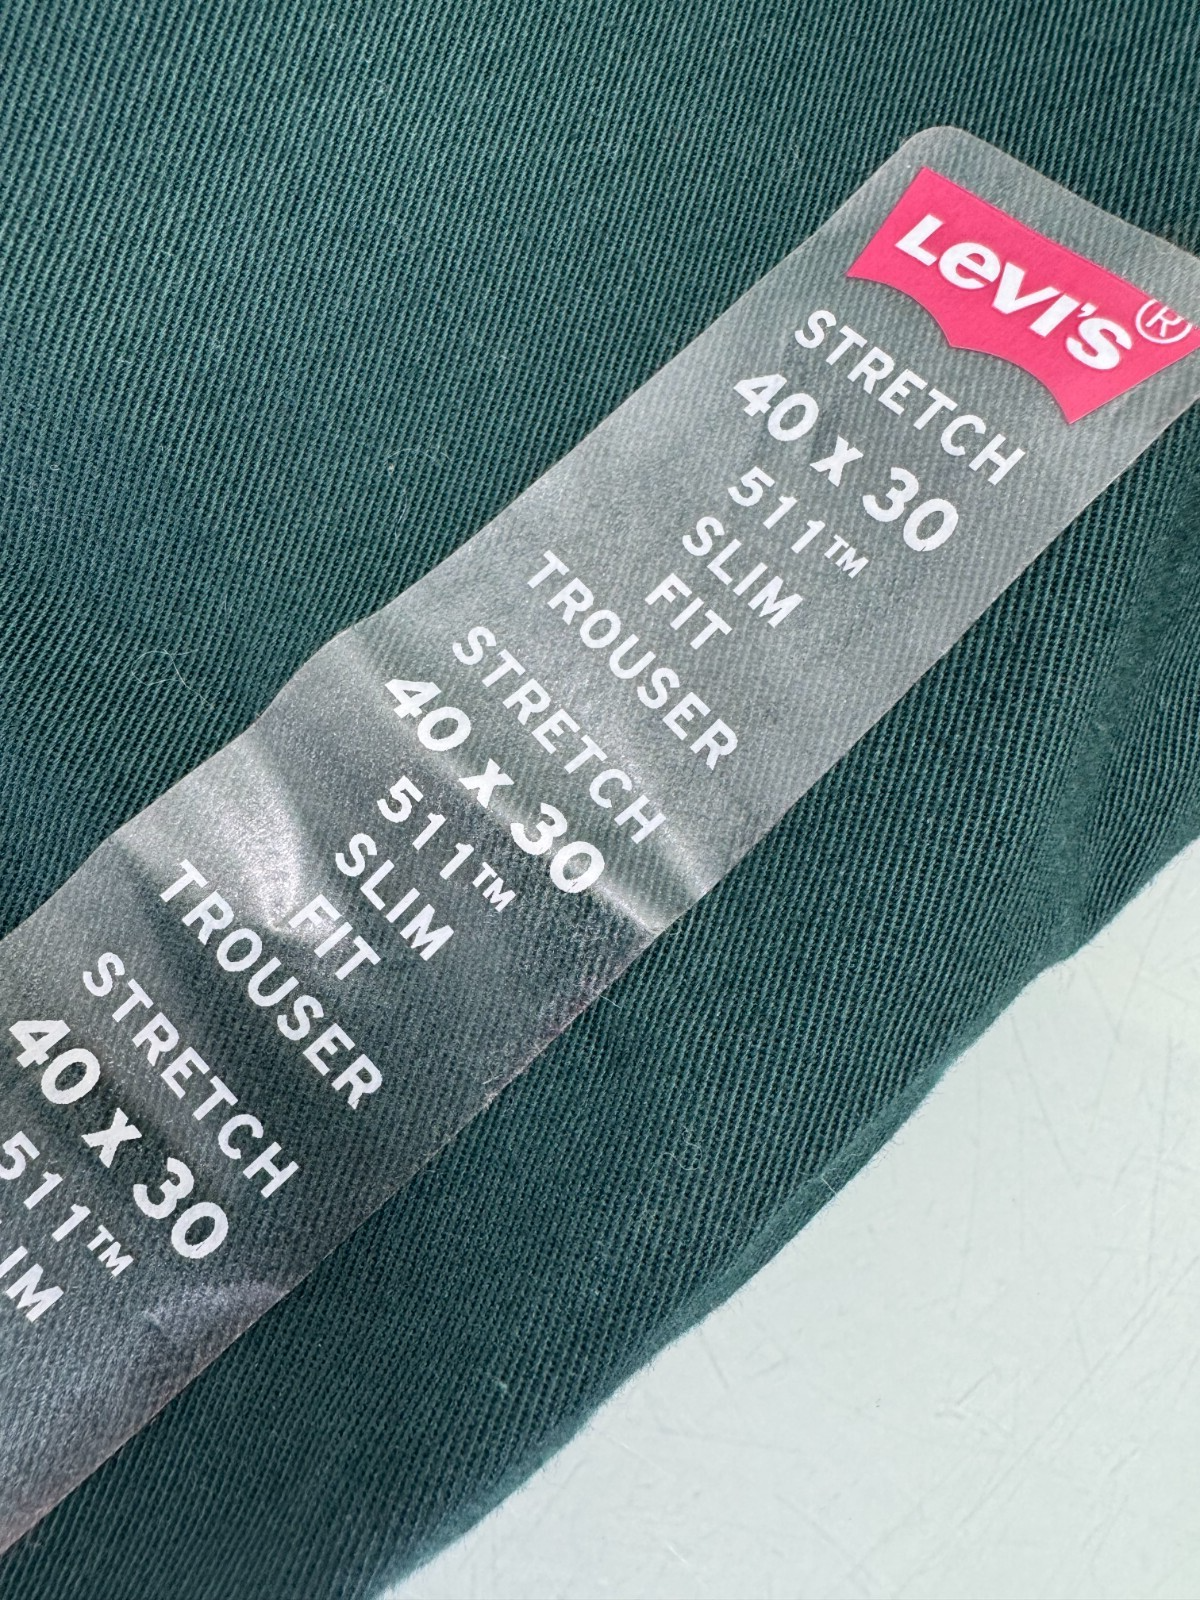 Levi's®
STRETCH
40 X 30
511™
SLIM
FIT
TROUSER
STRETCH
40 X 30
511™
SLIM
FIT
TROUSER
STRETCH
40 X 30
511™